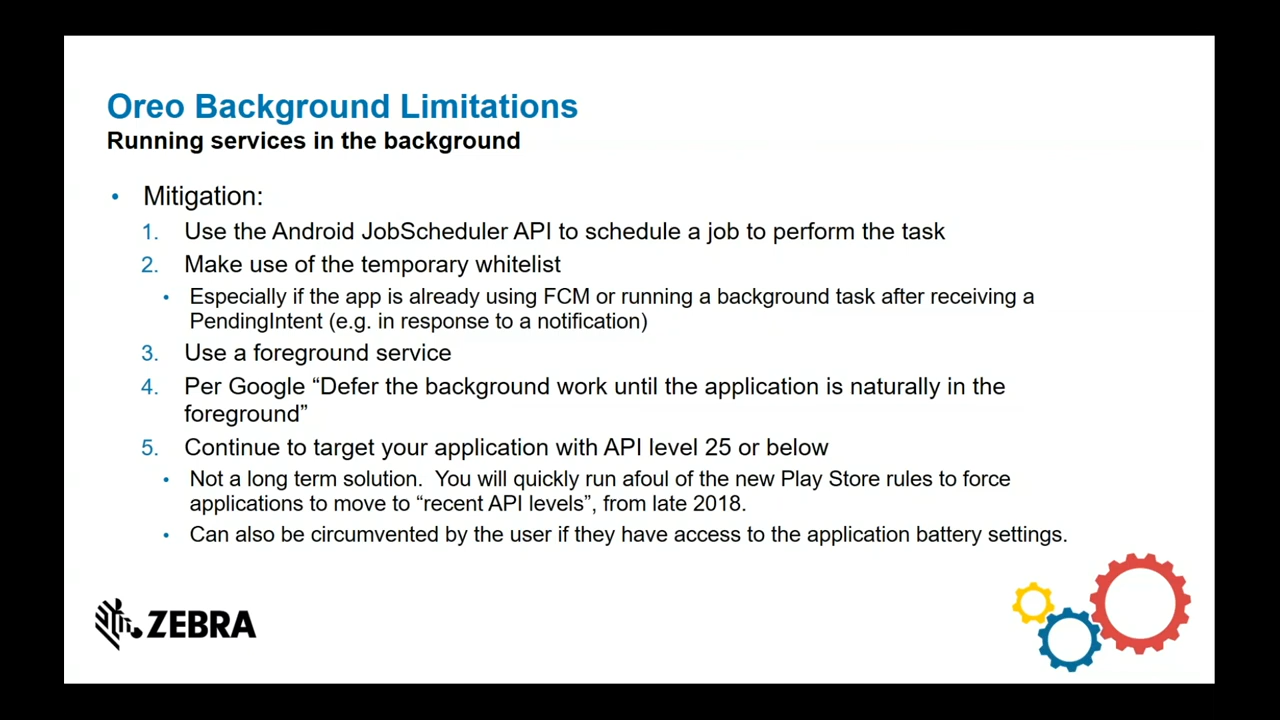 Oreo Background Limitations
Running services in the background
• Mitigation:
1. Use the Android JobScheduler API to schedule a job to perform the task
2. Make use of the temporary whitelist
• Especially if the app is already using FCM or running a background task after receiving a
PendingIntent (e.g. in response to a notification)
3. Use a foreground service
4. Per Google “Defer the background work until the application is naturally in the
foreground”
5. Continue to target your application with API level 25 or below
• Not a long term solution.  You will quickly run afoul of the new Play Store rules to force
applications to move to “recent API levels”, from late 2018.
• Can also be circumvented by the user if they have access to the application battery settings.
ZEBRA